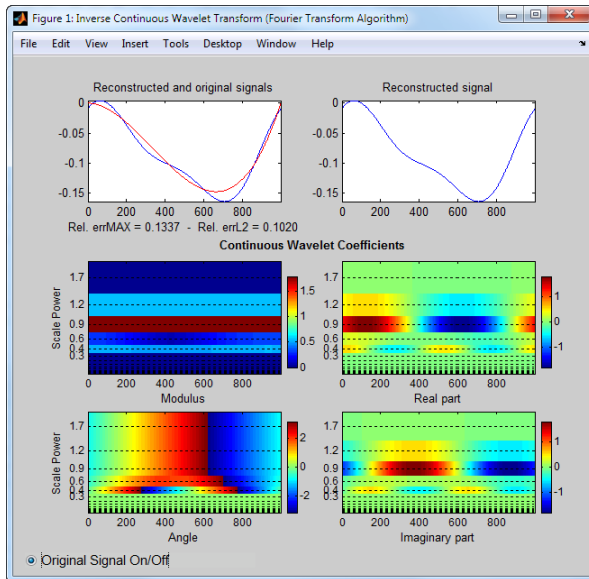 Figure 1: Inverse Continuous Wavelet Transform (Fourier Transform Algorithm)
File Edit View Insert Tools Desktop Window Help
Reconstructed and original signals
Reconstructed signal
0
-0.05
-0.1
-0.15
0 200 400 600 800
0
-0.05
-0.1
-0.15
0 200 400 600 800
Rel. errMAX = 0.1337 - Rel. errL2 = 0.1020
Continuous Wavelet Coefficients
Scale Power
1.7
1.2
0.9
0.6
0.4
0.3
0 200 400 600 800
Modulus
1.5
1
0.5
0
1.7
1.2
0.9
0.6
0.4
0.3
0 200 400 600 800
Real part
1
0
-1
Scale Power
1.7
1.2
0.9
0.6
0.4
0.3
0 200 400 600 800
Angle
2
0
-2
1.7
1.2
0.9
0.6
0.4
0.3
0 200 400 600 800
Imaginary part
1
0
-1
Original Signal On/Off